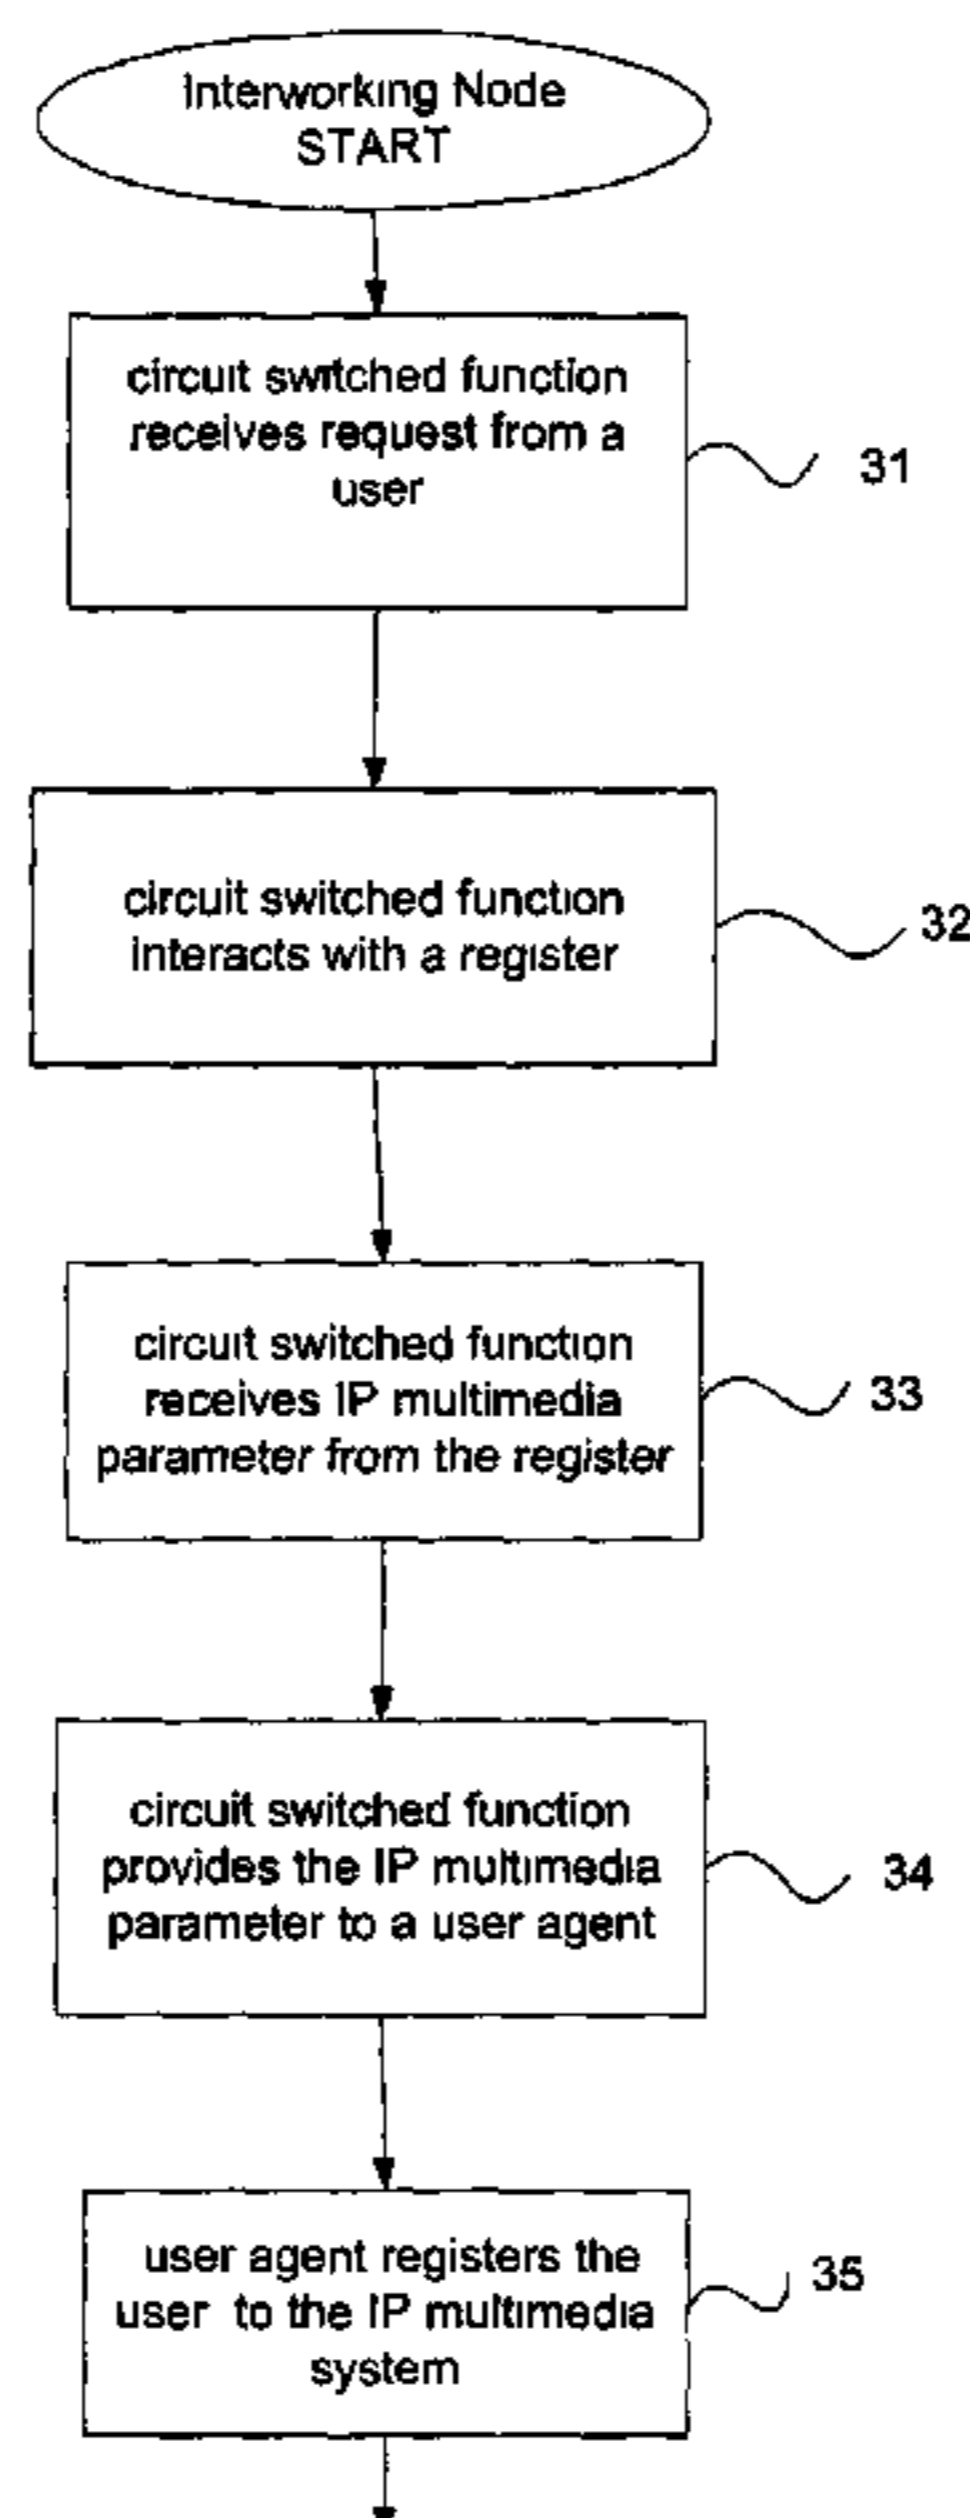 Interworking Node
START
circuit switched function
receives request from a
user
31
circuit switched function
interacts with a register
32
circuit switched function
receives IP multimedia
parameter from the register
33
circuit switched function
provides the IP multimedia
parameter to a user agent
34
user agent registers the
user to the IP multimedia
system
35